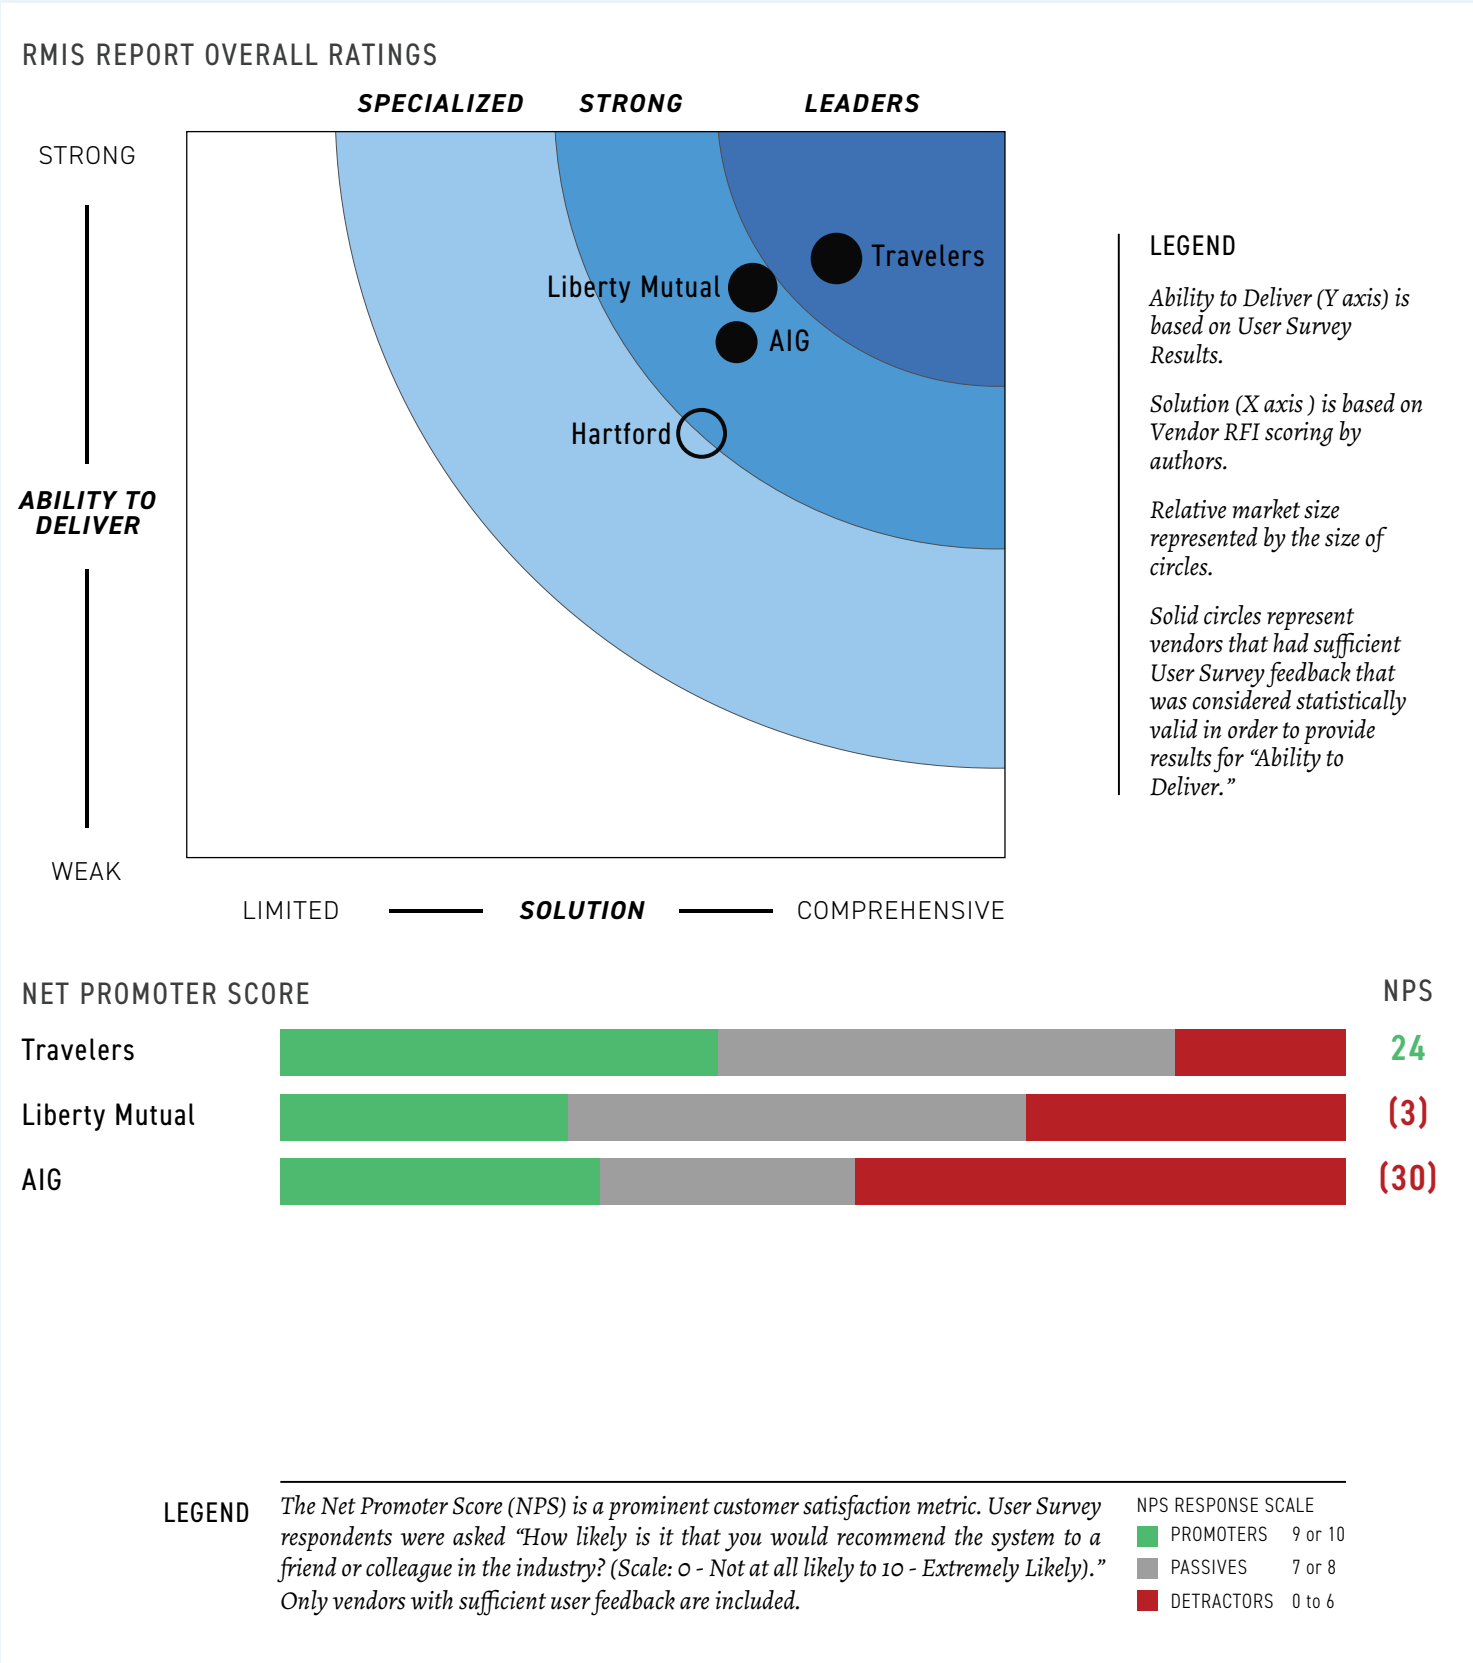 RMIS REPORT OVERALL RATINGS
SPECIALIZED STRONG LEADERS
STRONG
ABILITY TO
DELIVER
WEAK
Travelers
Liberty Mutual
AIG
Hartford
LIMITED SOLUTION COMPREHENSIVE
LEGEND
Ability to Deliver (Y axis) is
based on User Survey
Results.
Solution (X axis ) is based on
Vendor RFI scoring by
authors.
Relative market size
represented by the size of
circles.
Solid circles represent
vendors that had sufficient
User Survey feedback that
was considered statistically
valid in order to provide
results for “Ability to
Deliver.”
NET PROMOTER SCORE NPS
Travelers 24
Liberty Mutual (3)
AIG (30)
LEGEND
The Net Promoter Score (NPS) is a prominent customer satisfaction metric. User Survey
respondents were asked “How likely is it that you would recommend the system to a
friend or colleague in the industry? (Scale: 0 - Not at all likely to 10 - Extremely Likely).”
Only vendors with sufficient user feedback are included.
NPS RESPONSE SCALE
PROMOTERS 9 or 10
PASSIVES 7 or 8
DETRACTORS 0 to 6